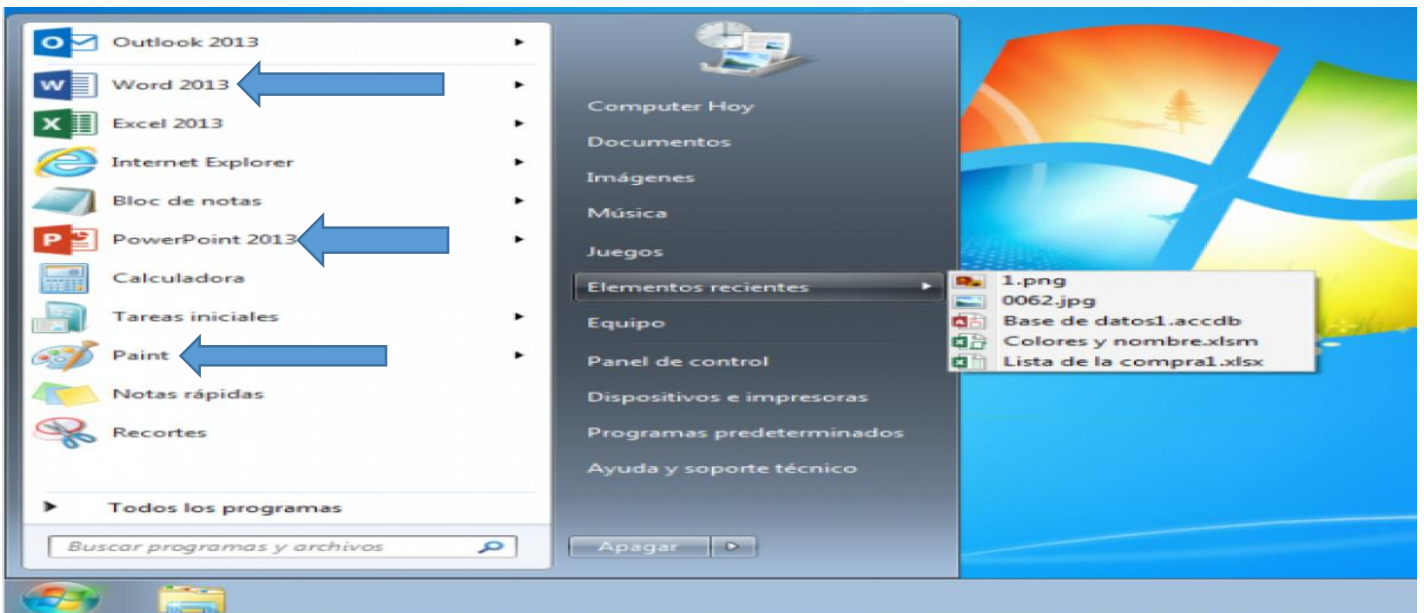 Outlook 2013
Word 2013
Excel 2013
Internet Explorer
Bloc de notas
PowerPoint 2013
Calculadora
Tareas iniciales
Paint
Notas rápidas
Recortes
Todos los programas
Buscar programas y archivos
Computer Hoy
Documentos
Imágenes
Música
Juegos
Elementos recientes
Equipo
Panel de control
Dispositivos e impresoras
Programas predeterminados
Ayuda y soporte técnico
Apagar
1.png
0062.jpg
Base de datos1.accdb
Colores y nombre.xlsm
Lista de la compra1.xlsx